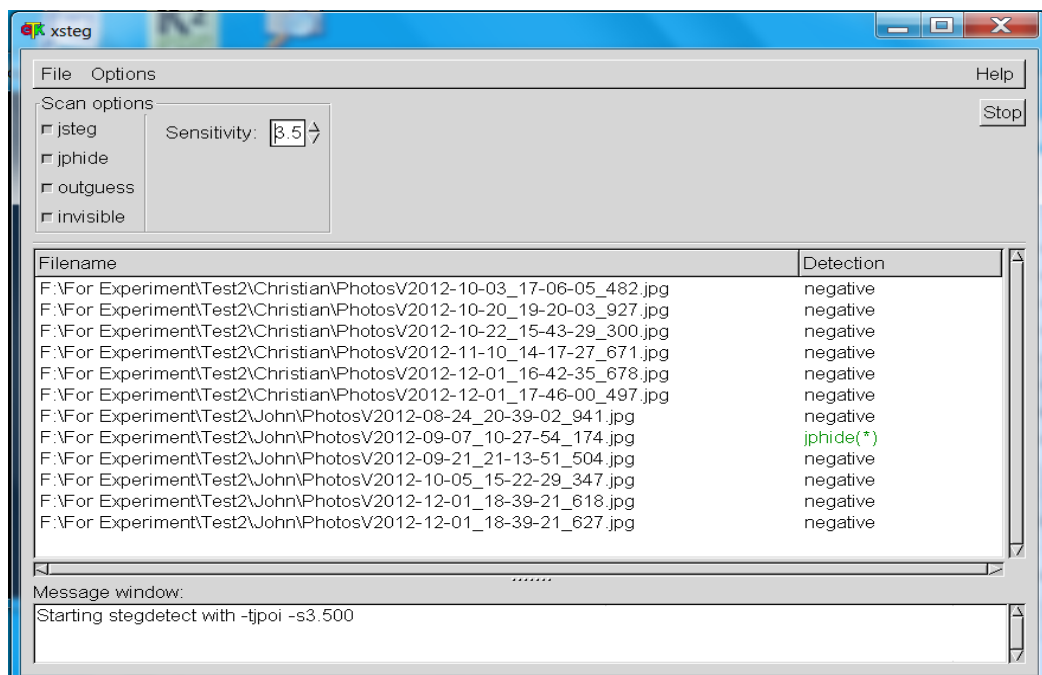 xsteg
File Options Help
Scan options
Stop
jsteg
Sensitivity: 3.5
jphide
outguess
invisible
Filename Detection
F:\For Experiment\Test2\Christian\PhotosV2012-10-03_17-06-05_482.jpg negative
F:\For Experiment\Test2\Christian\PhotosV2012-10-20_19-20-03_927.jpg negative
F:\For Experiment\Test2\Christian\PhotosV2012-10-22_15-43-29_300.jpg negative
F:\For Experiment\Test2\Christian\PhotosV2012-11-10_14-17-27_671.jpg negative
F:\For Experiment\Test2\Christian\PhotosV2012-12-01_16-42-35_678.jpg negative
F:\For Experiment\Test2\Christian\PhotosV2012-12-01_17-46-00_497.jpg negative
F:\For Experiment\Test2\John\PhotosV2012-08-24_20-39-02_941.jpg negative
F:\For Experiment\Test2\John\PhotosV2012-09-07_10-27-54_174.jpg jphide(*)
F:\For Experiment\Test2\John\PhotosV2012-09-21_21-13-51_504.jpg negative
F:\For Experiment\Test2\John\PhotosV2012-10-05_15-22-29_347.jpg negative
F:\For Experiment\Test2\John\PhotosV2012-12-01_18-39-21_618.jpg negative
F:\For Experiment\Test2\John\PhotosV2012-12-01_18-39-21_627.jpg negative
Message window:
Starting stegdetect with -tjpoi -s3.500